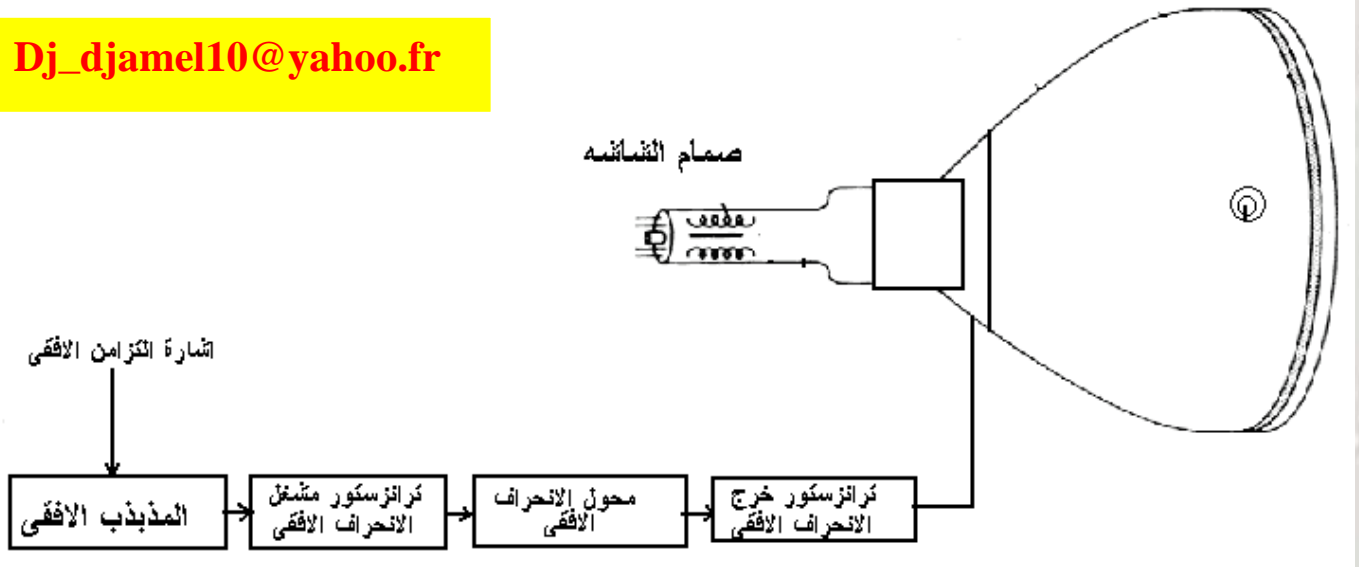 Dj_djamel10@yahoo.fr
صمام الشاشه
اشارة التزامن الافقى
المذبذب الافقى
ترانزستور مشغل
الانحراف الافقى
محول الانحراف
الافقى
ترانزستور خرج
الانحراف الافقى